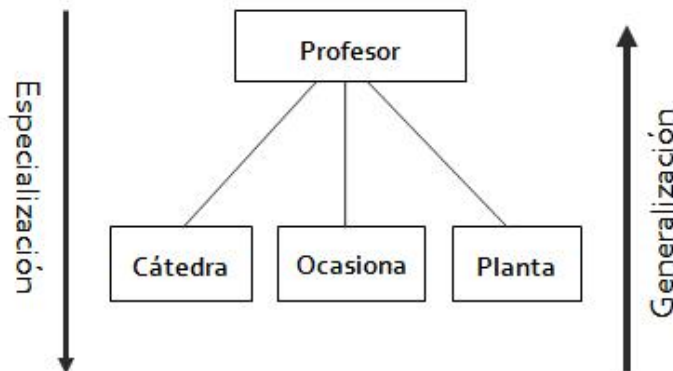 Profesor
Especialización
Generalización
Cátedra
Ocasiona
Planta